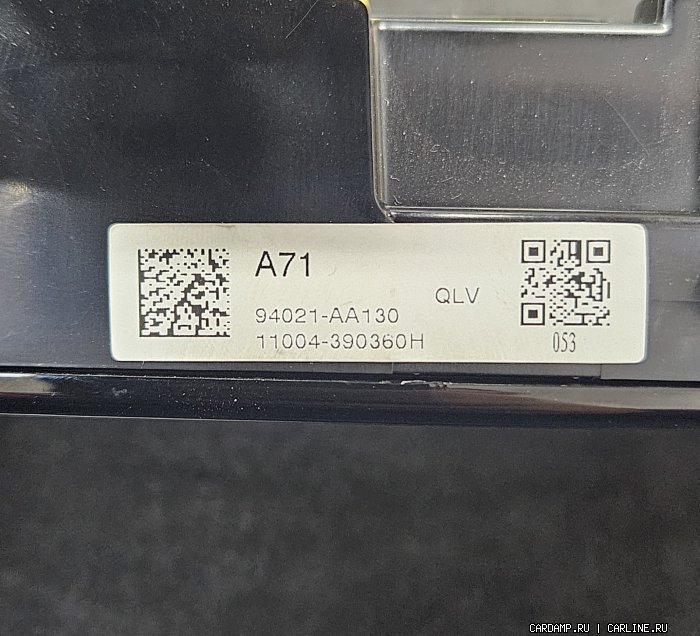 A71
QLV
94021-AA130
11004-390360H
053
CARDAMP.RU | CARLINE.RU